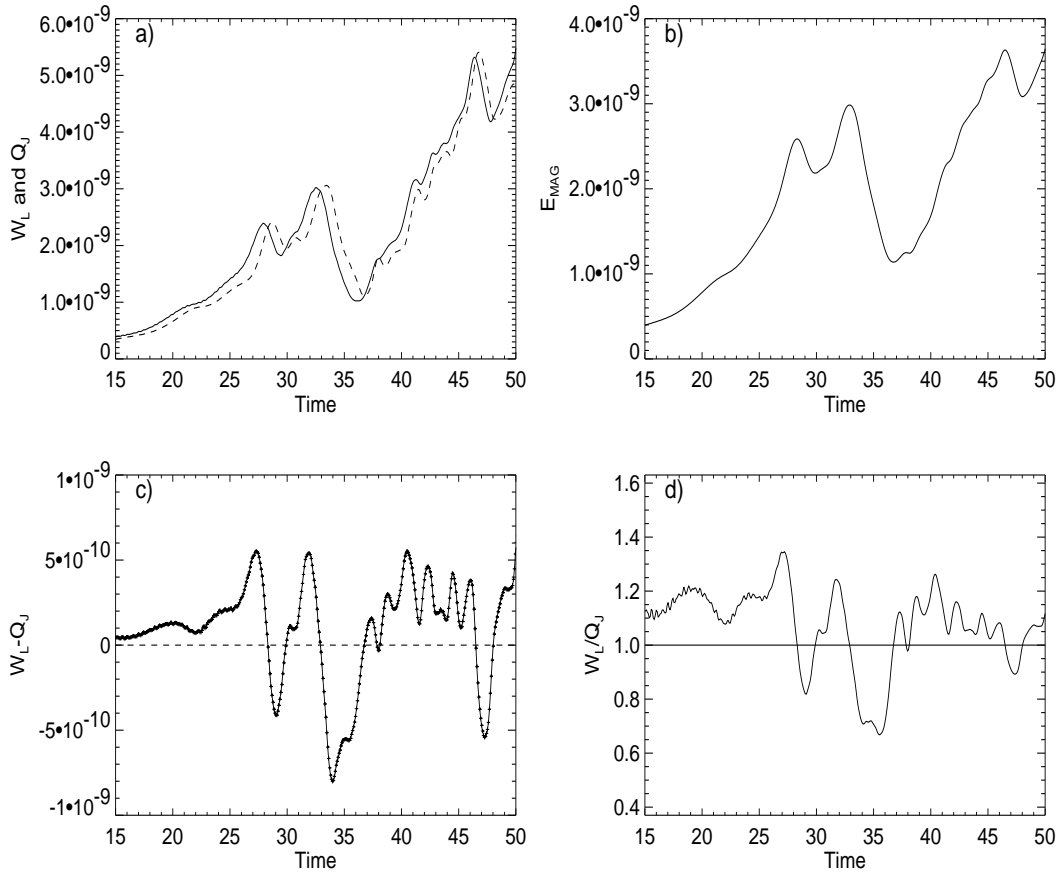 a)
6.0•10⁻⁹
5.0•10⁻⁹
4.0•10⁻⁹
3.0•10⁻⁹
2.0•10⁻⁹
1.0•10⁻⁹
0
W_L and Q_J
15 20 25 30 35 40 45 50
Time
b)
4.0•10⁻⁹
3.0•10⁻⁹
2.0•10⁻⁹
1.0•10⁻⁹
0
E_MAG
15 20 25 30 35 40 45 50
Time
c)
1•10⁻⁹
5•10⁻¹⁰
0
-5•10⁻¹⁰
-1•10⁻⁹
W_L-Q_J
15 20 25 30 35 40 45 50
Time
d)
1.6
1.4
1.2
1.0
0.8
0.6
0.4
W_L/Q_J
15 20 25 30 35 40 45 50
Time